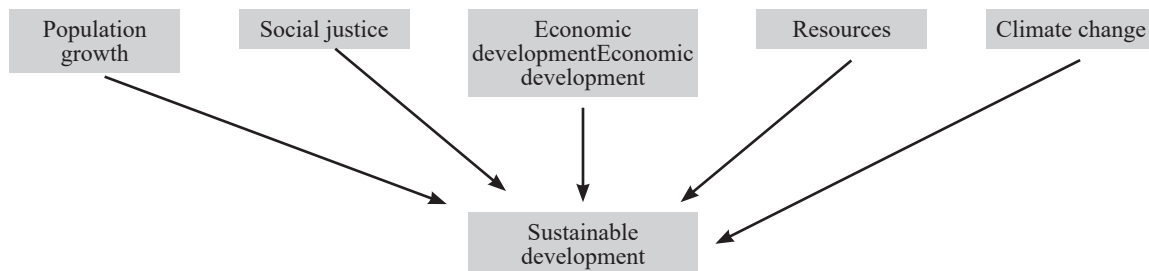 Population
growth
Social justice
Economic
developmentEconomic
development
Resources
Climate change
Sustainable
development